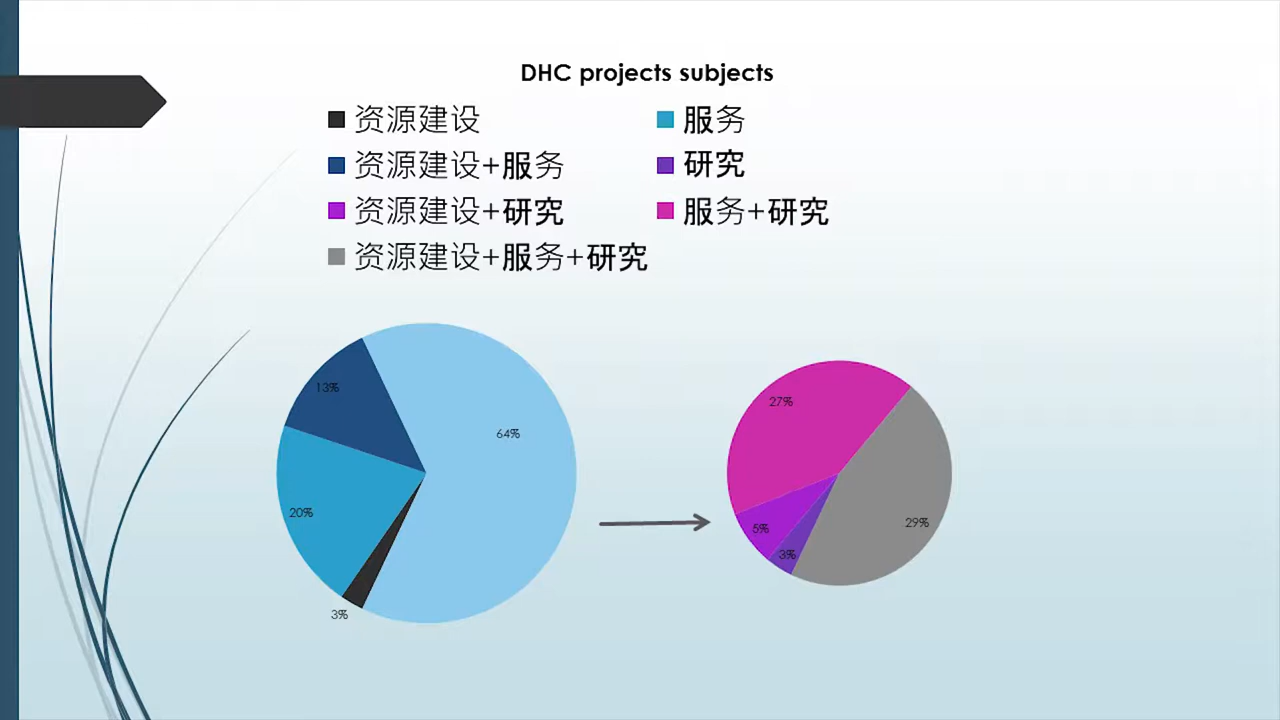 DHC projects subjects
资源建设 服务
资源建设+服务 研究
资源建设+研究 服务+研究
资源建设+服务+研究
13%
64%
20%
3%
27%
5%
3%
29%